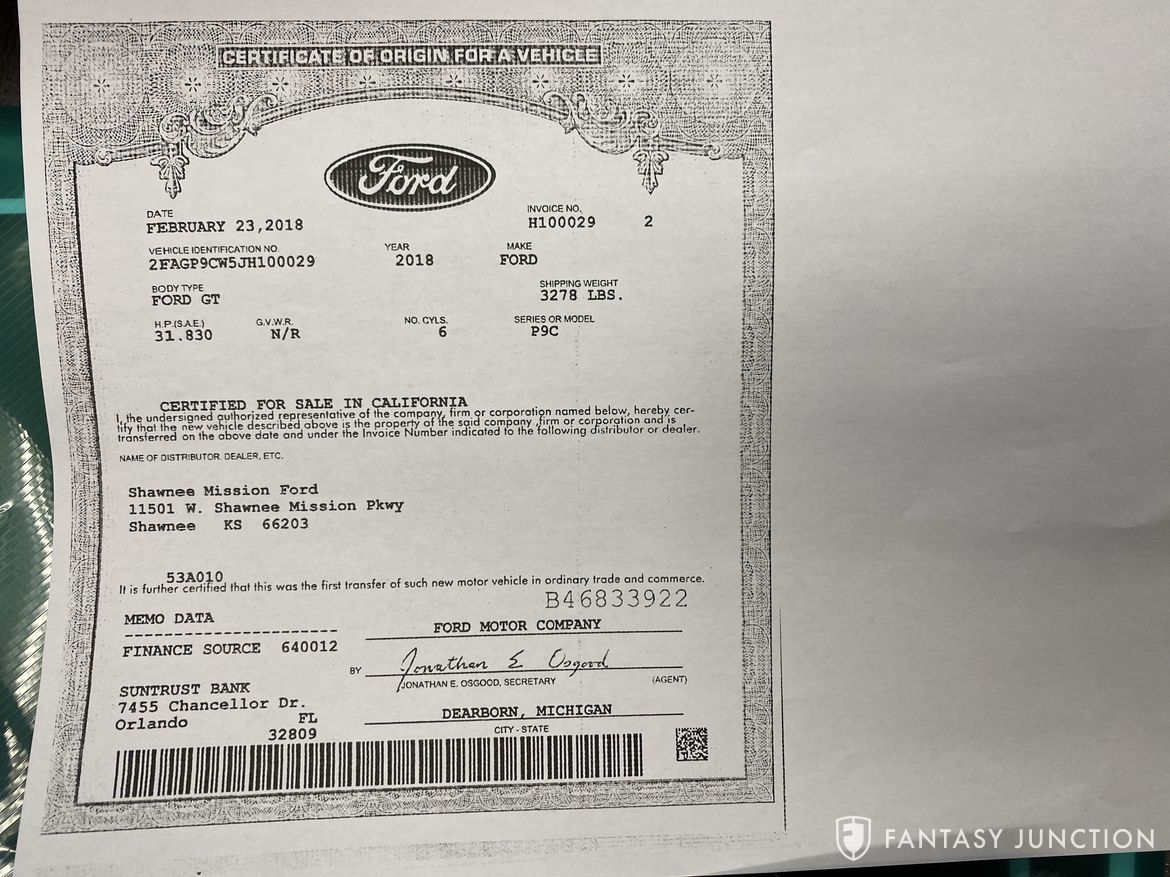 CERTIFICATE OF ORIGIN FOR A VEHICLE
Ford
DATE
FEBRUARY 23,2018
INVOICE NO.
H100029 2
VEHICLE IDENTIFICATION NO.
2FAGP9CW5JH100029
YEAR
2018
MAKE
FORD
BODY TYPE
FORD GT
SHIPPING WEIGHT
3278 LBS.
H.P.(S.A.E.)
31.830
G.V.W.R.
N/R
NO. CYLS.
6
SERIES OR MODEL
P9C
CERTIFIED FOR SALE IN CALIFORNIA
I, the undersigned authorized representative of the company, firm or corporation named below, hereby cer-
tify that the new vehicle described above is the property of the said company ,firm or corporation and is
transferred on the above date and under the Invoice Number indicated to the following distributor or dealer.
NAME OF DISTRIBUTOR. DEALER, ETC.
Shawnee Mission Ford
11501 W. Shawnee Mission Pkwy
Shawnee KS 66203
53A010
It is further certified that this was the first transfer of such new motor vehicle in ordinary trade and commerce.
B46833922
MEMO DATA
FORD MOTOR COMPANY
FINANCE SOURCE 640012
BY Jonathan E Osgood
JONATHAN E. OSGOOD, SECRETARY (AGENT)
SUNTRUST BANK
7455 Chancellor Dr.
Orlando FL
32809
DEARBORN, MICHIGAN
CITY - STATE
FANTASY JUNCTION